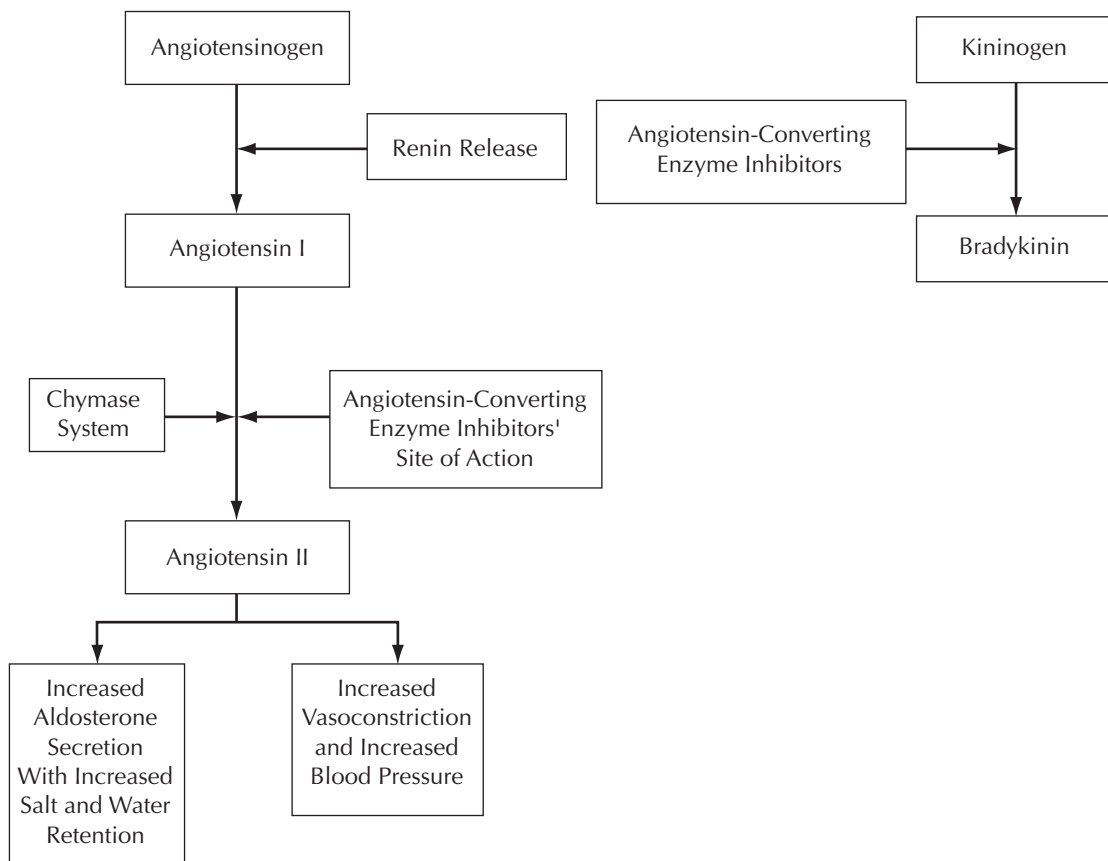 Angiotensinogen
Kininogen
Renin Release
Angiotensin-Converting
Enzyme Inhibitors
Angiotensin I
Bradykinin
Chymase
System
Angiotensin-Converting
Enzyme Inhibitors'
Site of Action
Angiotensin II
Increased
Aldosterone
Secretion
With Increased
Salt and Water
Retention
Increased
Vasoconstriction
and Increased
Blood Pressure